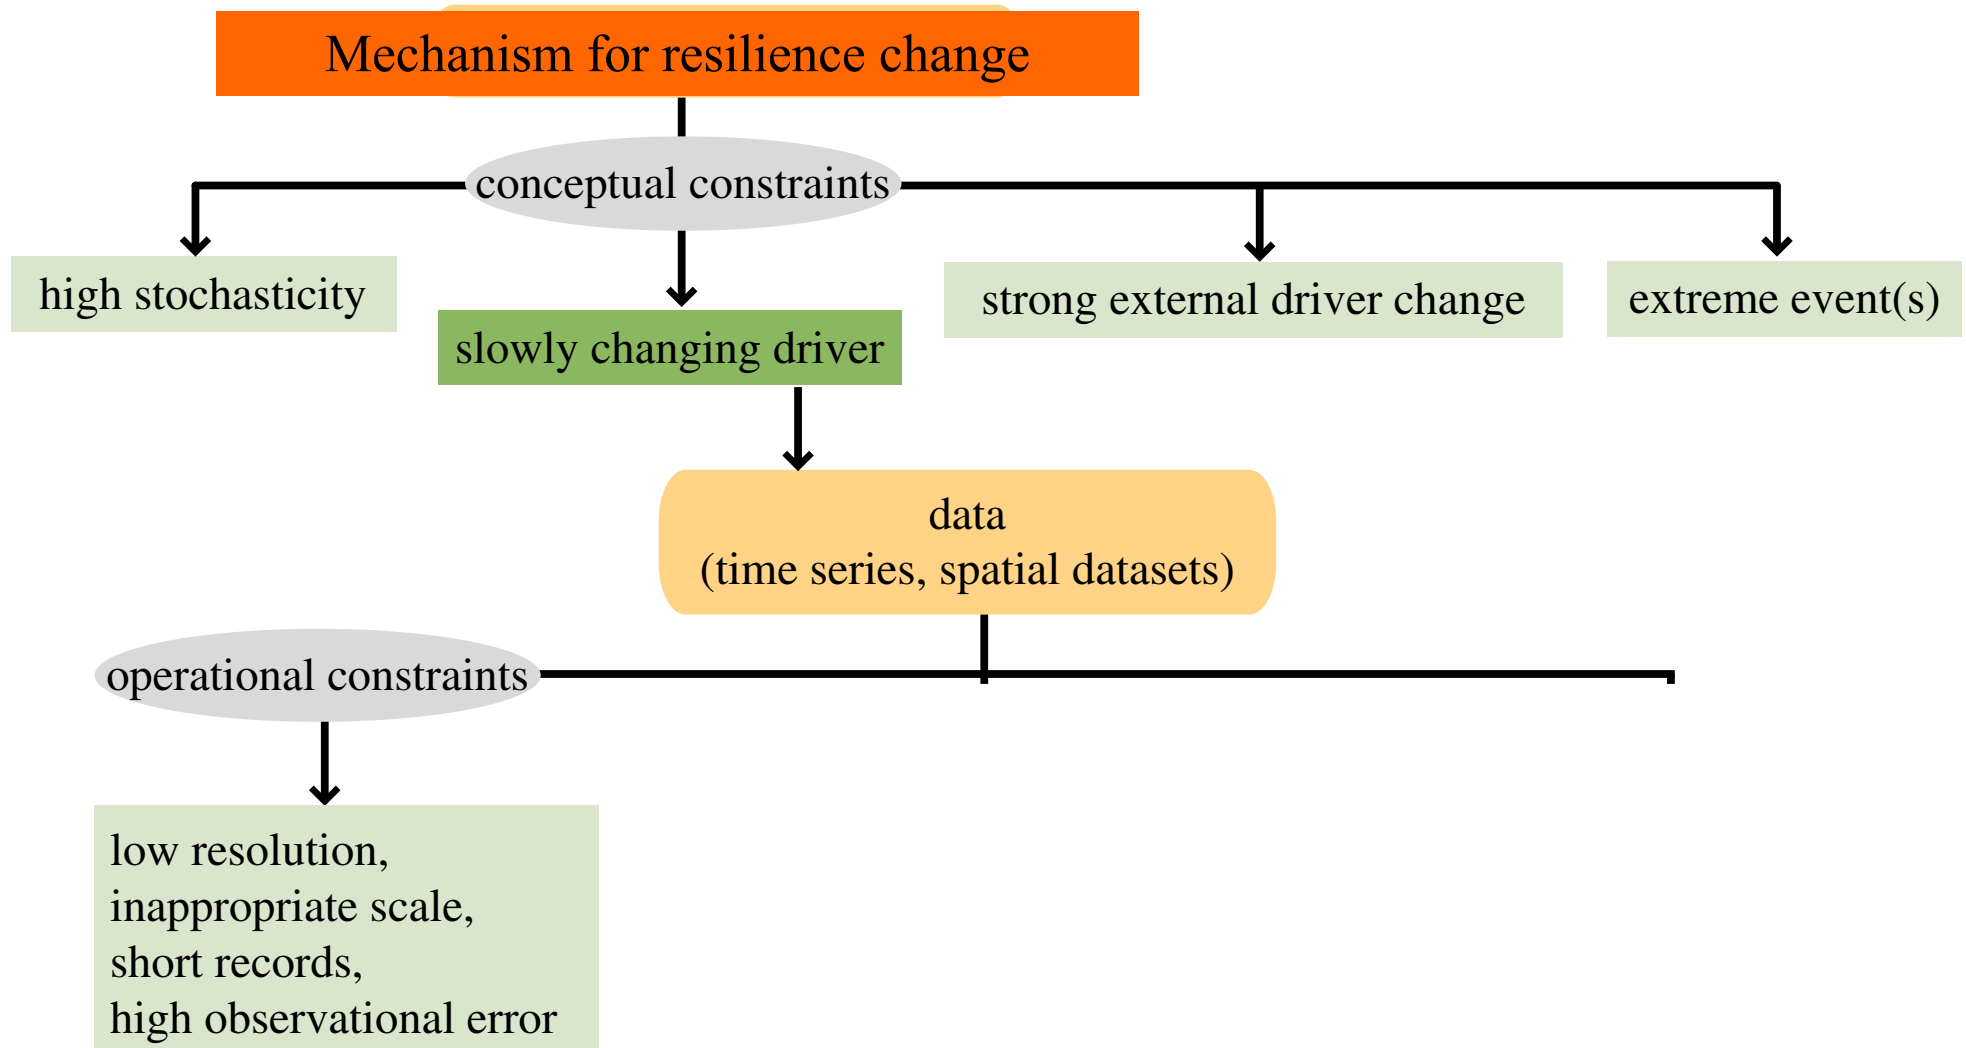 Mechanism for resilience change
conceptual constraints
high stochasticity
slowly changing driver
strong external driver change
extreme event(s)
data
(time series, spatial datasets)
operational constraints
low resolution,
inappropriate scale,
short records,
high observational error